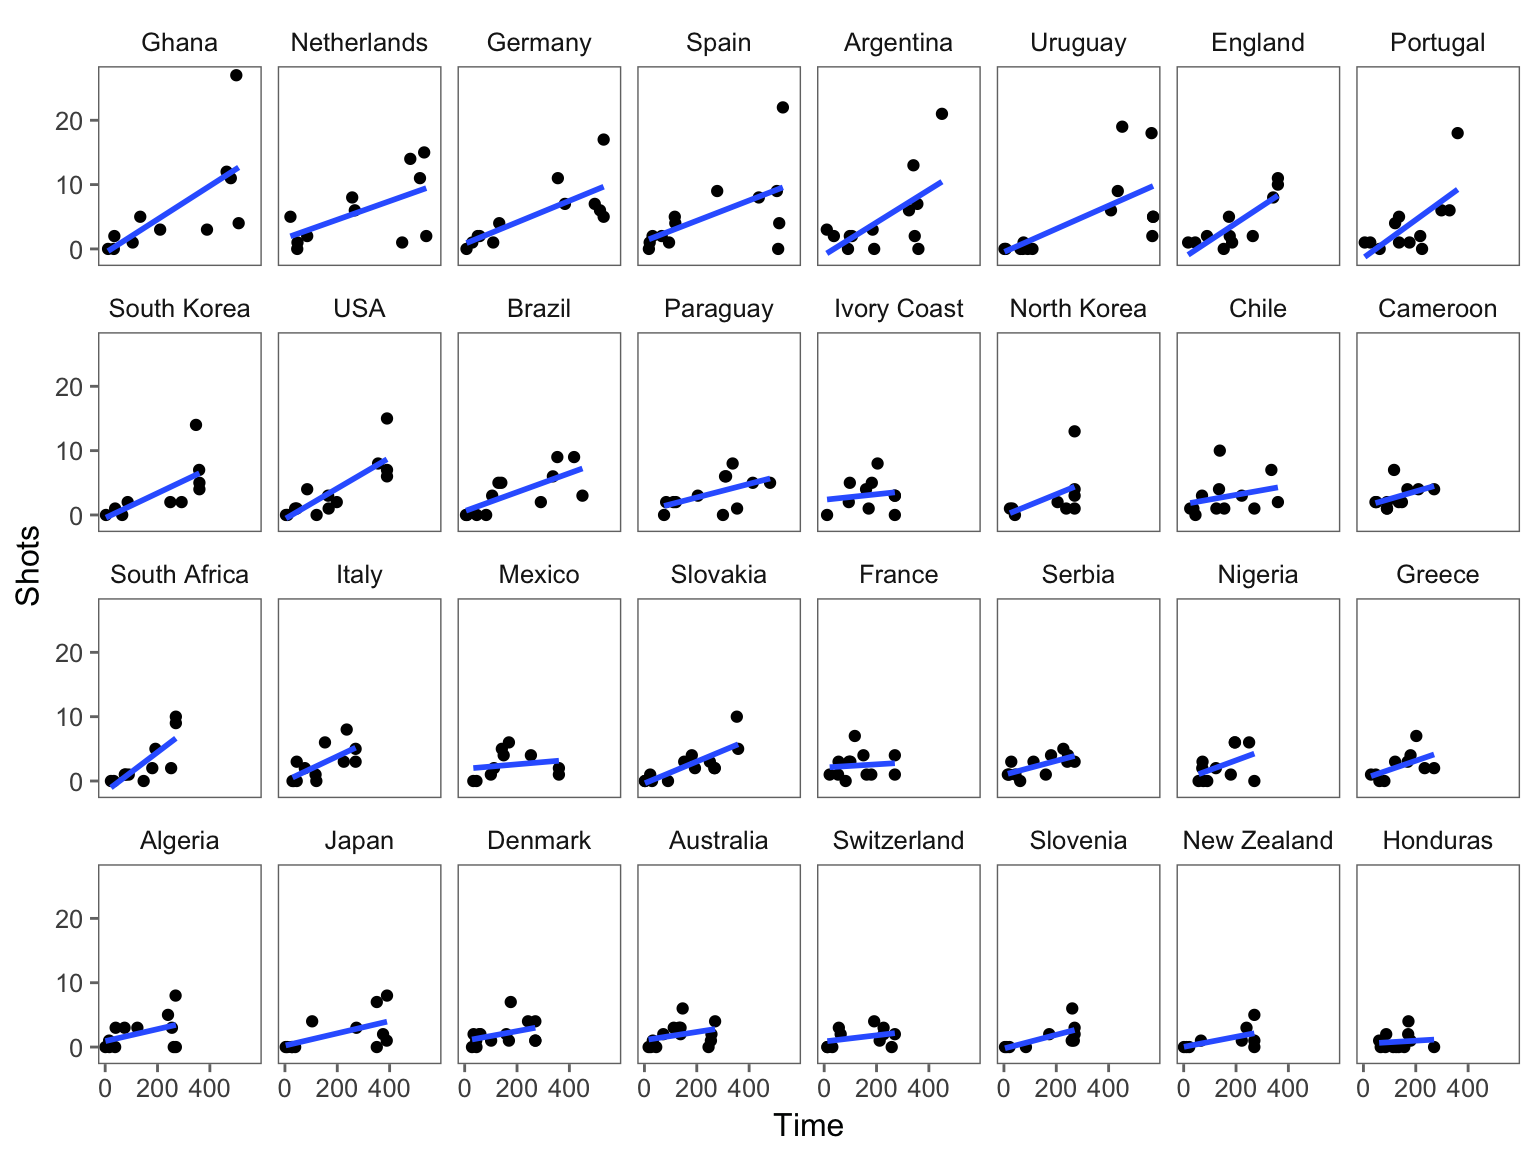 Ghana Netherlands Germany Spain Argentina Uruguay England Portugal
20
10
0
South Korea USA Brazil Paraguay Ivory Coast North Korea Chile Cameroon
20
10
0
Shots
South Africa Italy Mexico Slovakia France Serbia Nigeria Greece
20
10
0
Algeria Japan Denmark Australia Switzerland Slovenia New Zealand Honduras
20
10
0
0 200 400 0 200 400 0 200 400 0 200 400 0 200 400 0 200 400 0 200 400 0 200 400
Time